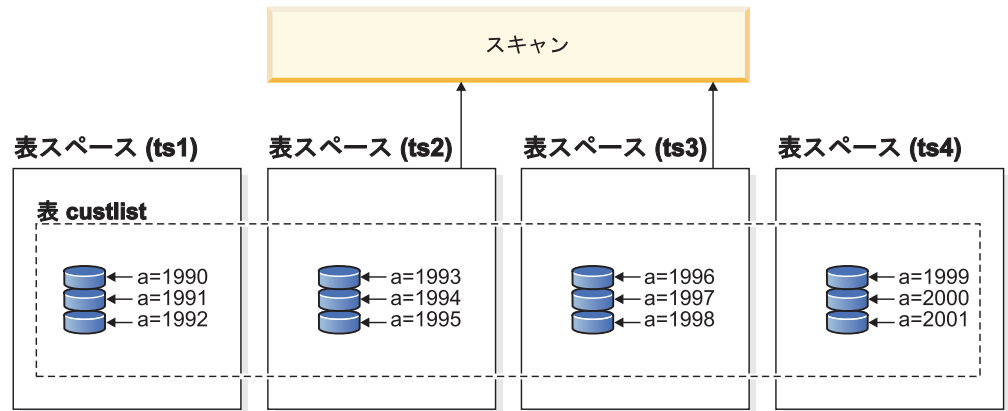 スキャン
表スペース (ts1)
表スペース (ts2)
表スペース (ts3)
表スペース (ts4)
表 custlist
a=1990
a=1991
a=1992
a=1993
a=1994
a=1995
a=1996
a=1997
a=1998
a=1999
a=2000
a=2001